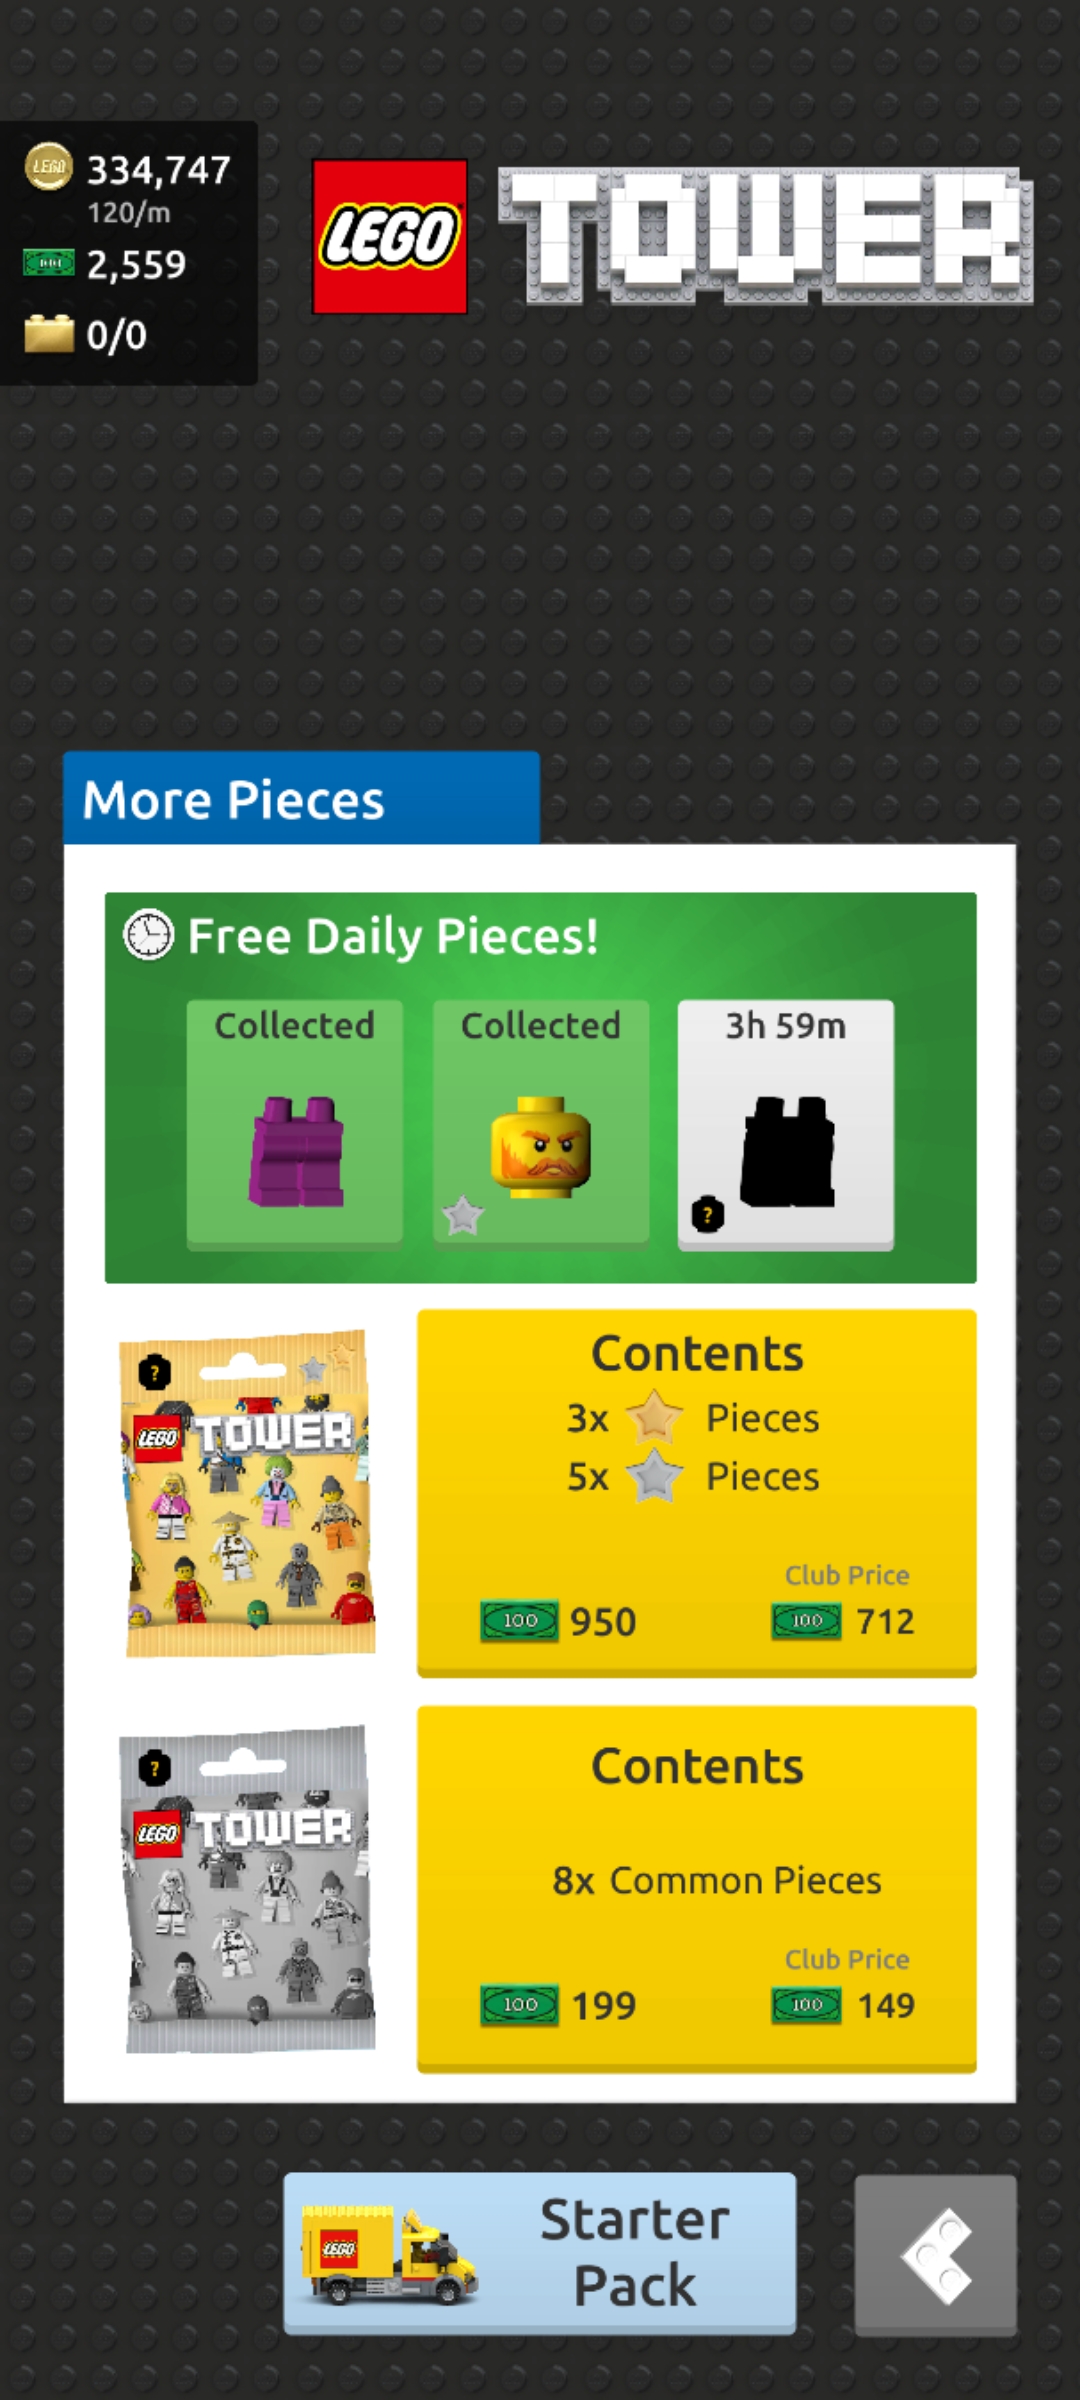 334,747
120/m
2,559
0/0
LEGO TOWER
More Pieces
Free Daily Pieces!
Collected
Collected
3h 59m
?
?
LEGO TOWER
Contents
3x Pieces
5x Pieces
Club Price
100 950
100 712
?
LEGO TOWER
Contents
8x Common Pieces
Club Price
100 199
100 149
LEGO
Starter
Pack